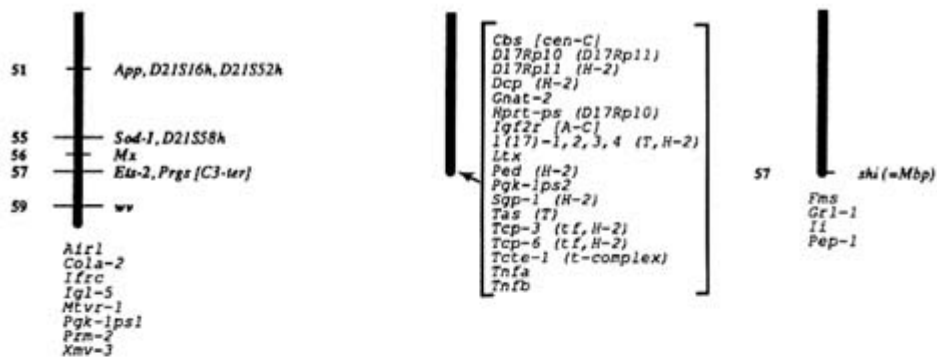 51 App, D21S16h, D21S52h
55 Sod-1, D21S58h
56 Mx
57 Ets-2, Prgs [C3-ter]
59 wv
Air1
Cola-2
Ifrc
Igl-5
Mtvr-1
Pgk-1ps1
Prm-2
Xmv-3
Cbs [cen-C]
D17Rp10 (D17Rp11)
D17Rp11 (H-2)
Dcp (H-2)
Gnat-2
Hprt-ps (D17Rp10)
Igf2r [A-C]
l(17)-1,2,3,4 (T,H-2)
Ltx
Ped (H-2)
Pgk-1ps2
Sgp-1 (H-2)
Tas (T)
Tcp-3 (tf,H-2)
Tcp-6 (tf,H-2)
Tcte-1 (t-complex)
Tnfa
Tnfb
57 shi (=Mbp)
Fms
Grl-1
Ii
Pep-1